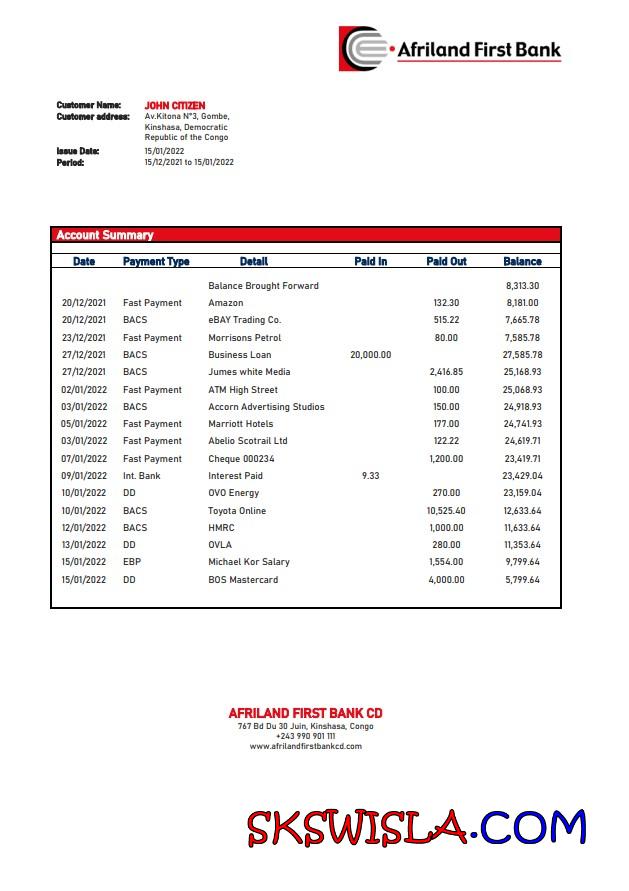 Afriland First Bank
Customer Name: JOHN CITIZEN
Customer address: Av.Kitona N°3, Gombe,
Kinshasa, Democratic
Republic of the Congo
Issue Date: 15/01/2022
Period: 15/12/2021 to 15/01/2022
Account Summary
Date Payment Type Detail Paid In Paid Out Balance
Balance Brought Forward 8,313.30
20/12/2021 Fast Payment Amazon 132.30 8,181.00
20/12/2021 BACS eBAY Trading Co. 515.22 7,665.78
23/12/2021 Fast Payment Morrisons Petrol 80.00 7,585.78
27/12/2021 BACS Business Loan 20,000.00 27,585.78
27/12/2021 BACS Jumes white Media 2,416.85 25,168.93
02/01/2022 Fast Payment ATM High Street 100.00 25,068.93
03/01/2022 BACS Accorn Advertising Studios 150.00 24,918.93
05/01/2022 Fast Payment Marriott Hotels 177.00 24,741.93
03/01/2022 Fast Payment Abelio Scotrail Ltd 122.22 24,619.71
07/01/2022 Fast Payment Cheque 000234 1,200.00 23,419.71
09/01/2022 Int. Bank Interest Paid 9.33 23,429.04
10/01/2022 DD OVO Energy 270.00 23,159.04
10/01/2022 BACS Toyota Online 10,525.40 12,633.64
12/01/2022 BACS HMRC 1,000.00 11,633.64
13/01/2022 DD OVLA 280.00 11,353.64
15/01/2022 EBP Michael Kor Salary 1,554.00 9,799.64
15/01/2022 DD BOS Mastercard 4,000.00 5,799.64
AFRILAND FIRST BANK CD
767 Bd Du 30 Juin, Kinshasa, Congo
+243 990 901 111
www.afrilandfirstbankcd.com
SKSWISLA.COM